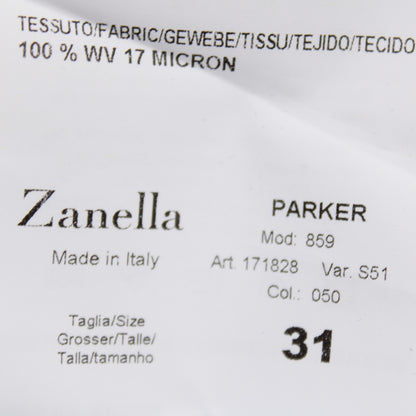 TESSUTO/FABRIC/GEWEBE/TISSU/TEJIDO/TECIDO
100 % WV 17 MICRON
Zanella
Made in Italy
PARKER
Mod: 859
Art. 171828 Var. S51
Col.: 050
Taglia/Size
Grosser/Talle/
Talla/tamanho
31